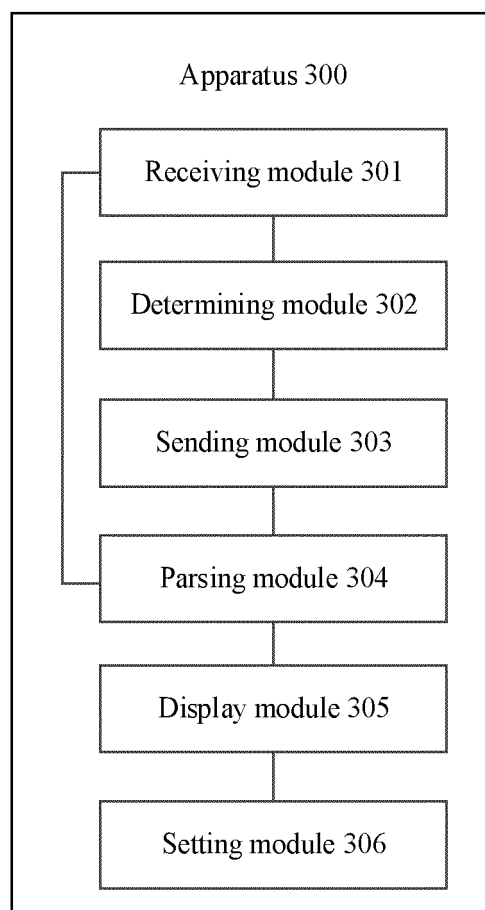 Apparatus 300
Receiving module 301
Determining module 302
Sending module 303
Parsing module 304
Display module 305
Setting module 306